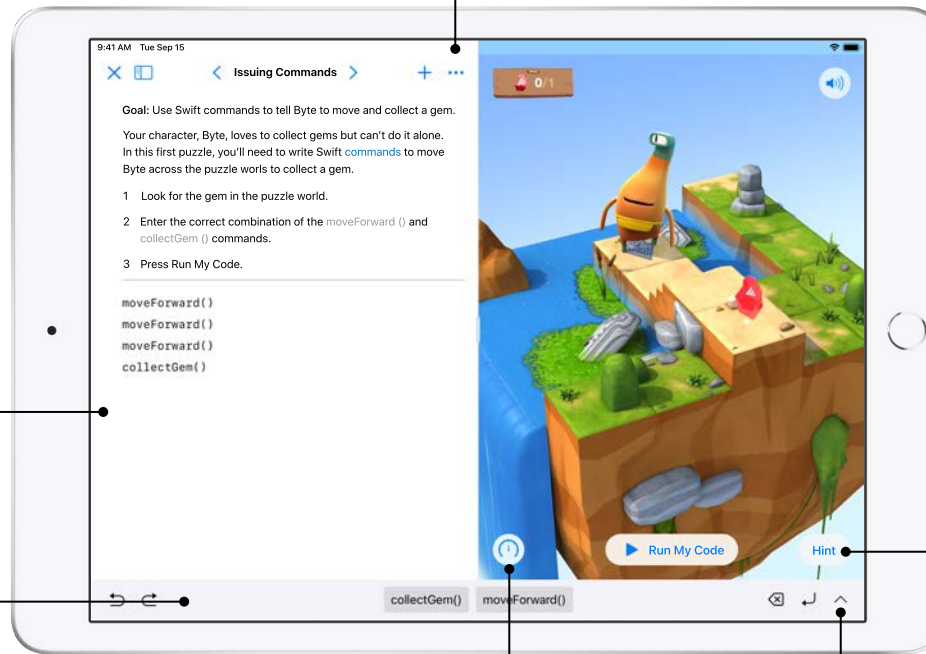 9:41 AM Tue Sep 15
Issuing Commands
0/1
Goal: Use Swift commands to tell Byte to move and collect a gem.
Your character, Byte, loves to collect gems but can't do it alone.
In this first puzzle, you'll need to write Swift commands to move
Byte across the puzzle worls to collect a gem.
1 Look for the gem in the puzzle world.
2 Enter the correct combination of the moveForward () and
collectGem () commands.
3 Press Run My Code.
moveForward()
moveForward()
moveForward()
collectGem()
Run My Code
Hint
collectGem()
moveForward()